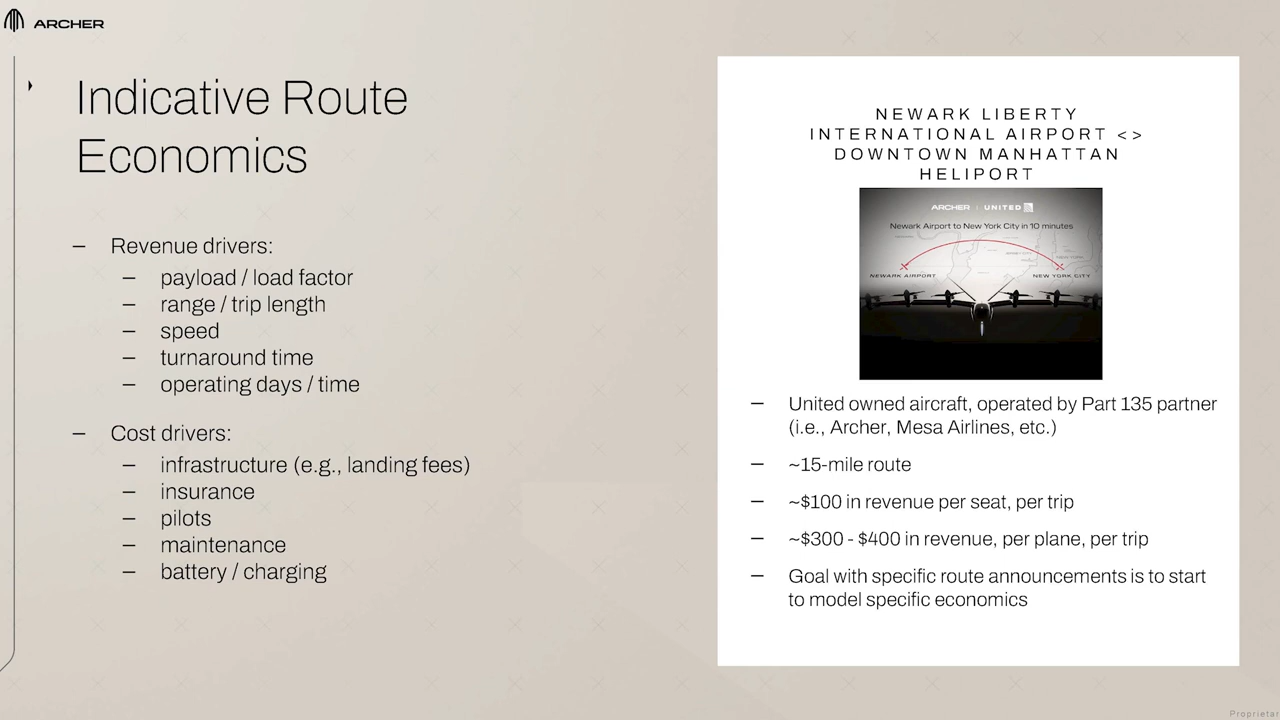 ARCHER
Indicative Route
Economics
– Revenue drivers:
– payload / load factor
– range / trip length
– speed
– turnaround time
– operating days / time
– Cost drivers:
– infrastructure (e.g., landing fees)
– insurance
– pilots
– maintenance
– battery / charging
NEWARK LIBERTY
INTERNATIONAL AIRPORT <>
DOWNTOWN MANHATTAN
HELIPORT
ARCHER | UNITED
Newark Airport to New York City in 10 minutes
NEWARK AIRPORT
NEW YORK CITY
– United owned aircraft, operated by Part 135 partner
(i.e., Archer, Mesa Airlines, etc.)
– ~15-mile route
– ~$100 in revenue per seat, per trip
– ~$300 - $400 in revenue, per plane, per trip
– Goal with specific route announcements is to start
to model specific economics
Proprietar